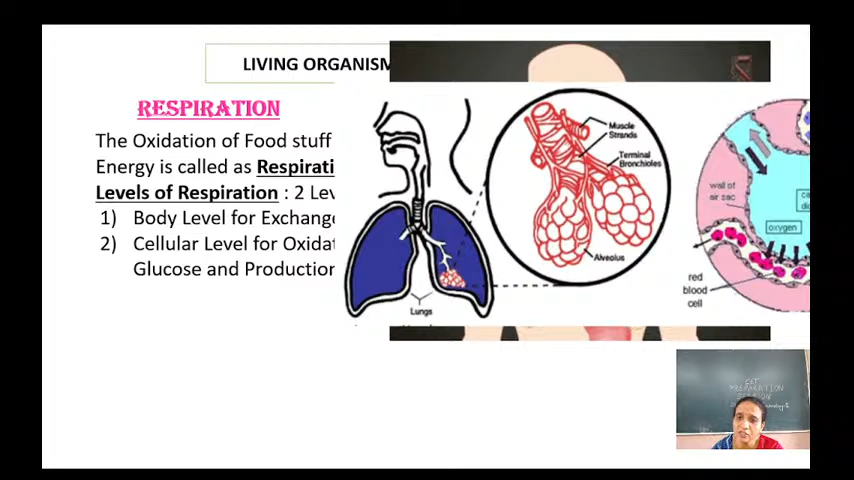 LIVING ORGANISM
RESPIRATION
The Oxidation of Food stuff
Energy is called as Respirati
Levels of Respiration : 2 Lev
1) Body Level for Exchange
2) Cellular Level for Oxidat
Glucose and Production
Muscle
Strands
Terminal
Bronchioles
Alveolus
Lungs
wall of
air sac
oxygen
red
blood
cell
PREPARATION